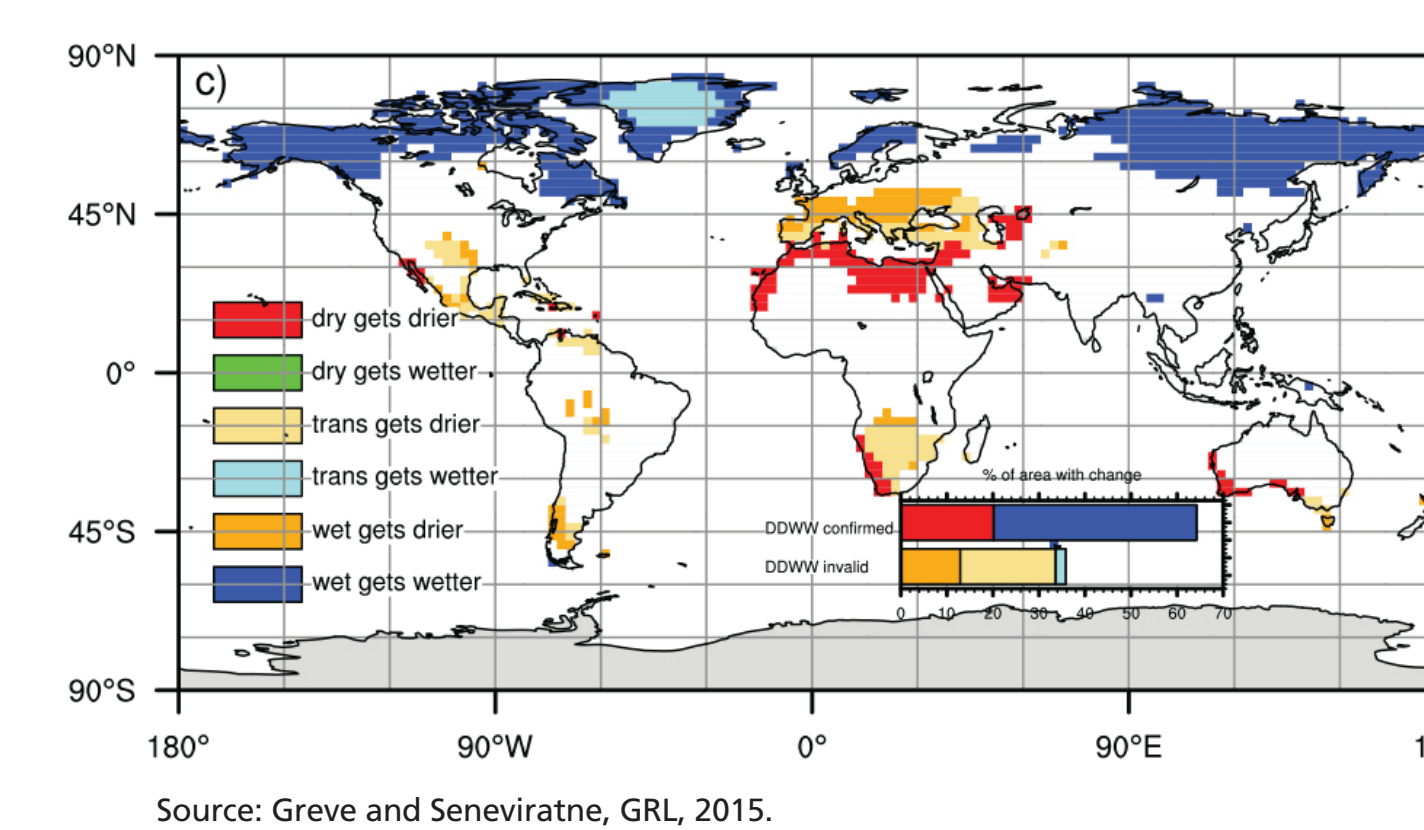 90°N
c)
45°N
dry gets drier
0°
dry gets wetter
trans gets drier
trans gets wetter
% of area with change
45°S
wet gets drier
DDWW confirmed
wet gets wetter
DDWW invalid
0 10 20 30 40 50 60 70
90°S
180° 90°W 0° 90°E 1
Source: Greve and Seneviratne, GRL, 2015.